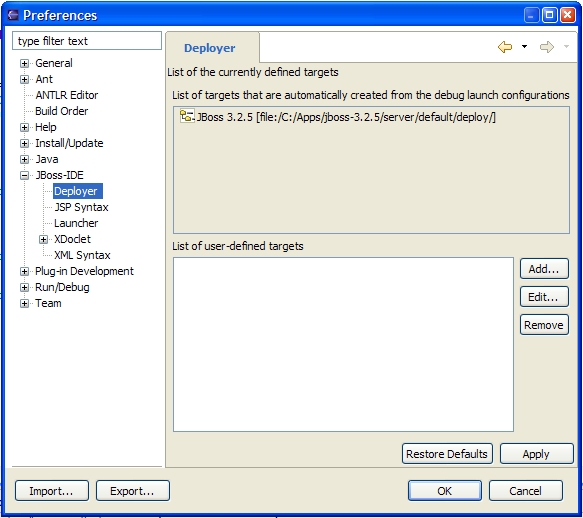 Preferences
type filter text
General
Ant
ANTLR Editor
Build Order
Help
Install/Update
Java
JBoss-IDE
Deployer
JSP Syntax
Launcher
XDoclet
XML Syntax
Plug-in Development
Run/Debug
Team
Deployer
List of the currently defined targets
List of targets that are automatically created from the debug launch configurations
JBoss 3.2.5 [file:/C:/Apps/jboss-3.2.5/server/default/deploy/]
List of user-defined targets
Add...
Edit...
Remove
Restore Defaults
Apply
Import...
Export...
OK
Cancel